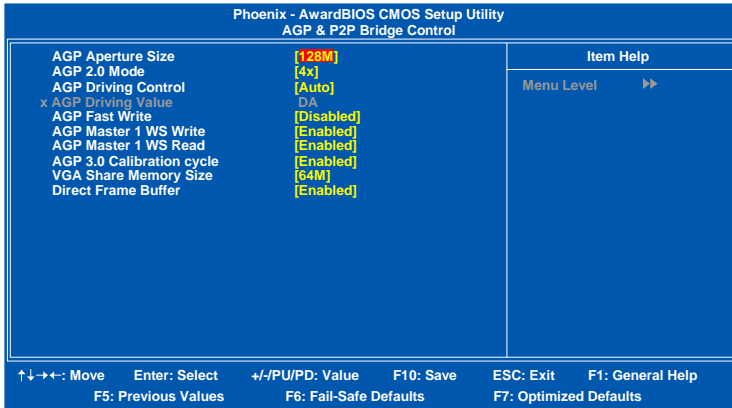 Phoenix - AwardBIOS CMOS Setup Utility
AGP & P2P Bridge Control
AGP Aperture Size [128M]
AGP 2.0 Mode [4x]
AGP Driving Control [Auto]
x AGP Driving Value DA
AGP Fast Write [Disabled]
AGP Master 1 WS Write [Enabled]
AGP Master 1 WS Read [Enabled]
AGP 3.0 Calibration cycle [Enabled]
VGA Share Memory Size [64M]
Direct Frame Buffer [Enabled]
Item Help
Menu Level ▶▶
↑↓→←: Move Enter: Select +/-/PU/PD: Value F10: Save ESC: Exit F1: General Help
F5: Previous Values F6: Fail-Safe Defaults F7: Optimized Defaults